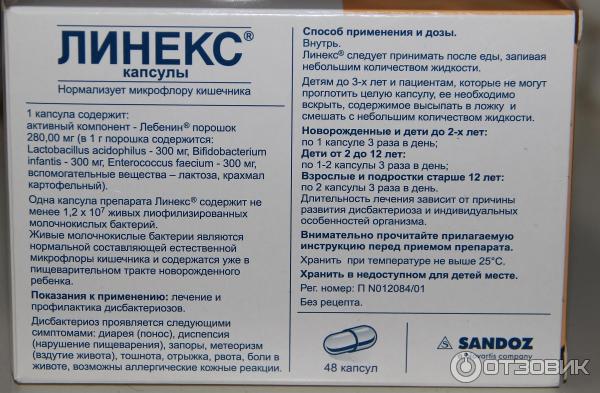 ЛИНЕКС®
капсулы
Нормализует микрофлору кишечника
1 капсула содержит:
активный компонент - Лебенин® порошок
280,00 мг (в 1 г порошка содержится:
Lactobacillus acidophilus - 300 мг, Bifidobacterium
infantis - 300 мг, Enterococcus faecium - 300 мг,
вспомогательные вещества – лактоза, крахмал
картофельный).
Одна капсула препарата Линекс® содержит не
менее 1,2 x 10⁷ живых лиофилизированных
молочнокислых бактерий.
Живые молочнокислые бактерии являются
нормальной составляющей естественной
микрофлоры кишечника и содержатся уже в
пищеварительном тракте новорожденного
ребенка.
Показания к применению: лечение и
профилактика дисбактериозов.
Дисбактериоз проявляется следующими
симптомами: диарея (понос), диспепсия
(нарушение пищеварения), запоры, метеоризм
(вздутие живота), тошнота, отрыжка, рвота, боли в
животе, возможны аллергические кожные реакции.
Способ применения и дозы.
Внутрь.
Линекс® следует принимать после еды, запивая
небольшим количеством жидкости.
Детям до 3-х лет и пациентам, которые не могут
проглотить целую капсулу, ее необходимо
вскрыть, содержимое высыпать в ложку и
смешать с небольшим количеством жидкости.
Новорожденные и дети до 2-х лет:
по 1 капсуле 3 раза в день;
Дети от 2 до 12 лет:
по 1-2 капсулы 3 раза в день;
Взрослые и подростки старше 12 лет:
по 2 капсулы 3 раза в день.
Длительность лечения зависит от причины
развития дисбактериоза и индивидуальных
особенностей организма.
Внимательно прочитайте прилагаемую
инструкцию перед приемом препарата.
Хранить при температуре не выше 25°С.
Хранить в недоступном для детей месте.
Рег. номер: П N012084/01
Без рецепта.
48 капсул
SANDOZ
a Novartis company
ОТЗОВИК